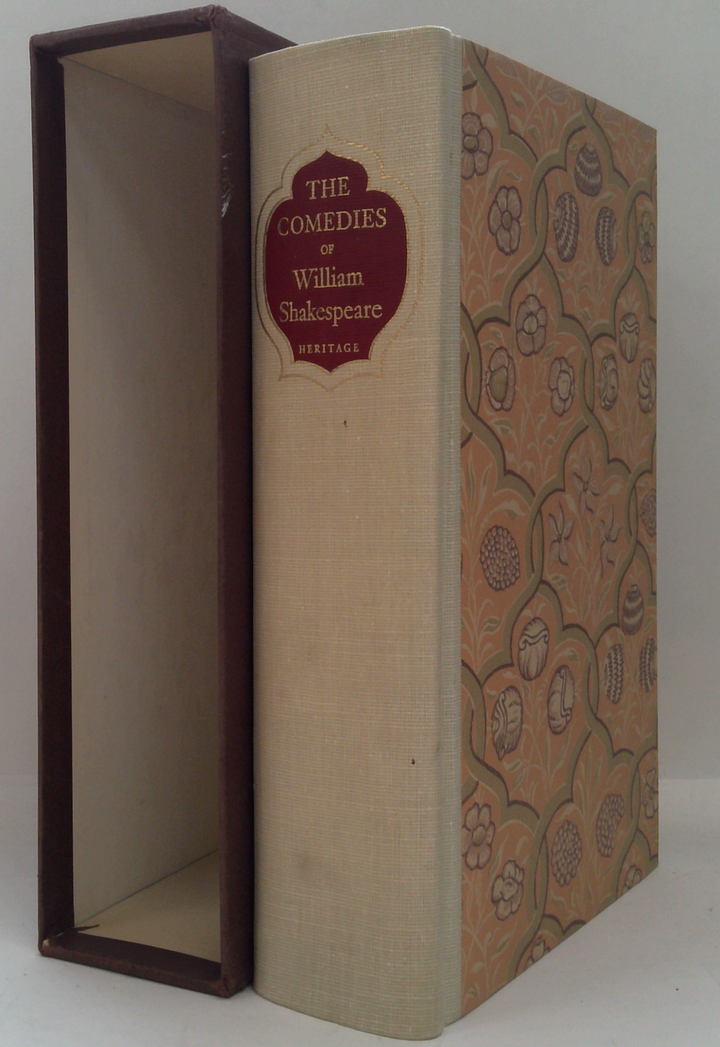 THE
COMEDIES
OF
William
Shakespeare
HERITAGE